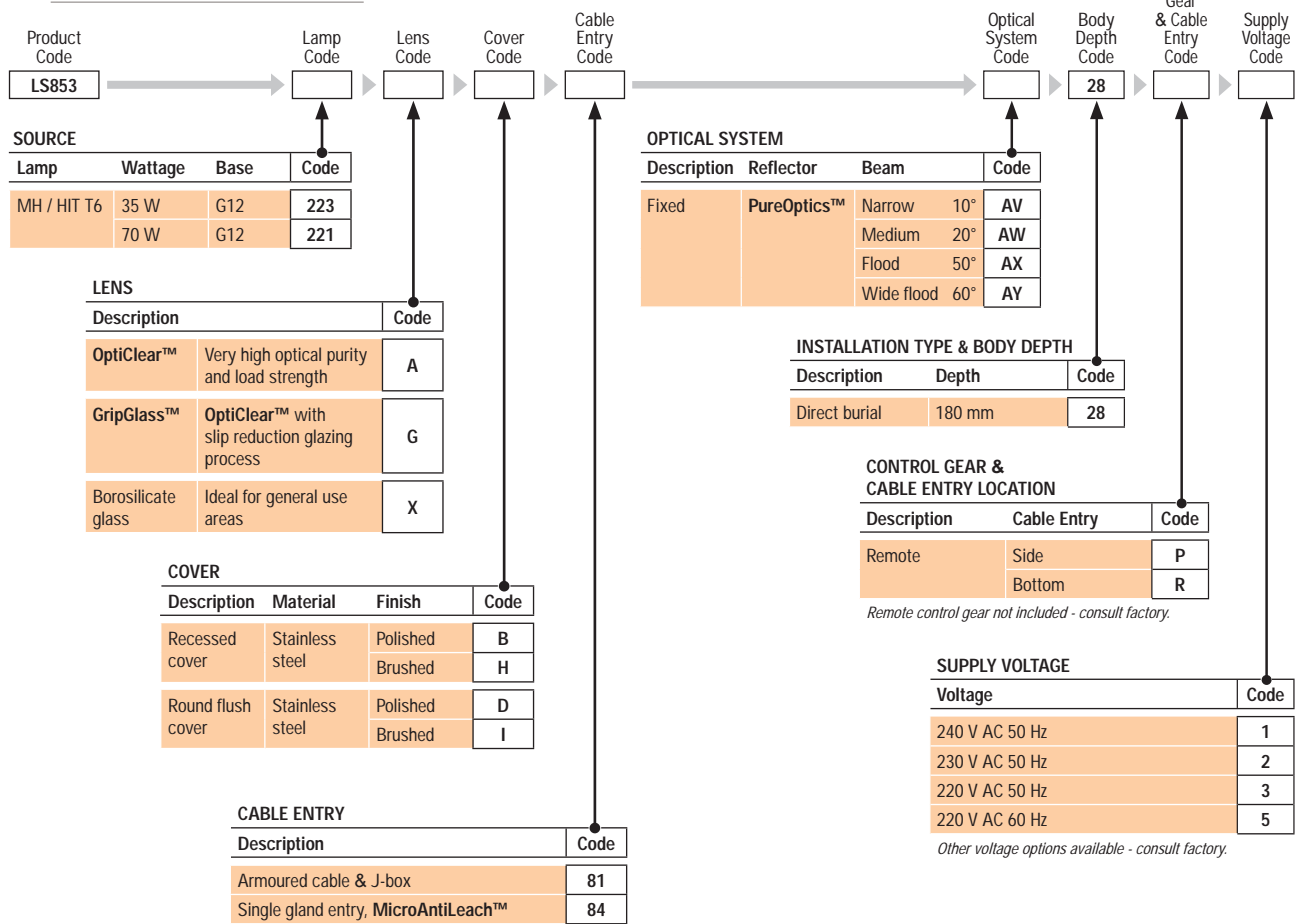 Product Code
Lamp Code
Lens Code
Cover Code
Cable Entry Code
Optical System Code
Body Depth Code
Gear & Cable Entry Code
Supply Voltage Code
LS853
28
SOURCE
Lamp Wattage Base Code
MH / HIT T6 35 W G12 223
70 W G12 221
LENS
Description Code
OptiClear™ Very high optical purity
and load strength A
GripGlass™ OptiClear™ with
slip reduction glazing
process G
Borosilicate glass Ideal for general use
areas X
COVER
Description Material Finish Code
Recessed cover Stainless steel Polished B
Brushed H
Round flush cover Stainless steel Polished D
Brushed I
CABLE ENTRY
Description Code
Armoured cable & J-box 81
Single gland entry, MicroAntiLeach™ 84
OPTICAL SYSTEM
Description Reflector Beam Code
Fixed PureOptics™ Narrow 10° AV
Medium 20° AW
Flood 50° AX
Wide flood 60° AY
INSTALLATION TYPE & BODY DEPTH
Description Depth Code
Direct burial 180 mm 28
CONTROL GEAR &
CABLE ENTRY LOCATION
Description Cable Entry Code
Remote Side P
Bottom R
Remote control gear not included - consult factory.
SUPPLY VOLTAGE
Voltage Code
240 V AC 50 Hz 1
230 V AC 50 Hz 2
220 V AC 50 Hz 3
220 V AC 60 Hz 5
Other voltage options available - consult factory.